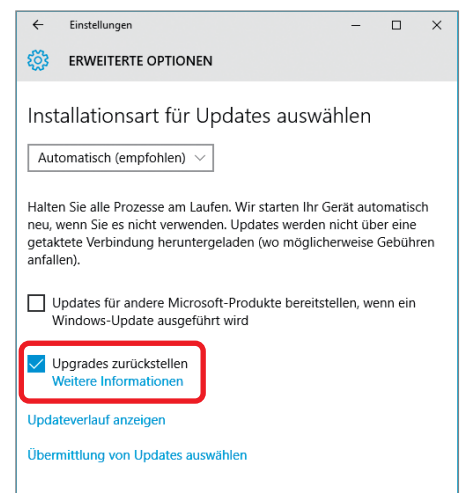 Einstellungen
ERWEITERTE OPTIONEN
Installationsart für Updates auswählen
Automatisch (empfohlen)
Halten Sie alle Prozesse am Laufen. Wir starten Ihr Gerät automatisch
neu, wenn Sie es nicht verwenden. Updates werden nicht über eine
getaktete Verbindung heruntergeladen (wo möglicherweise Gebühren
anfallen).
Updates für andere Microsoft-Produkte bereitstellen, wenn ein
Windows-Update ausgeführt wird
Upgrades zurückstellen
Weitere Informationen
Updateverlauf anzeigen
Übermittlung von Updates auswählen